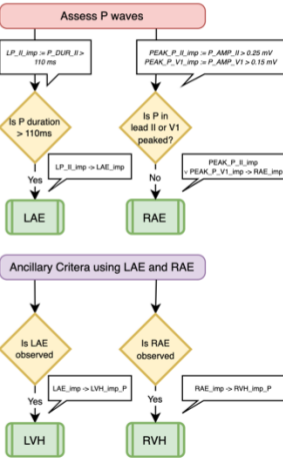 Assess P waves
LP_II_imp := P_DUR_II >
110 ms
PEAK_P_II_imp := P_AMP_II > 0.25 mV
PEAK_P_V1_imp := P_AMP_V1 > 0.15 mV
Is P duration
> 110ms
Is P in
lead II or V1
peaked?
Yes
LP_II_imp -> LAE_imp
No
PEAK_P_II_imp
v PEAK_P_V1_imp -> RAE_imp
LAE
RAE
Ancillary Critera using LAE and RAE
Is LAE
observed
Is RAE
observed
Yes
LAE_imp -> LVH_imp_P
Yes
RAE_imp -> RVH_imp_P
LVH
RVH